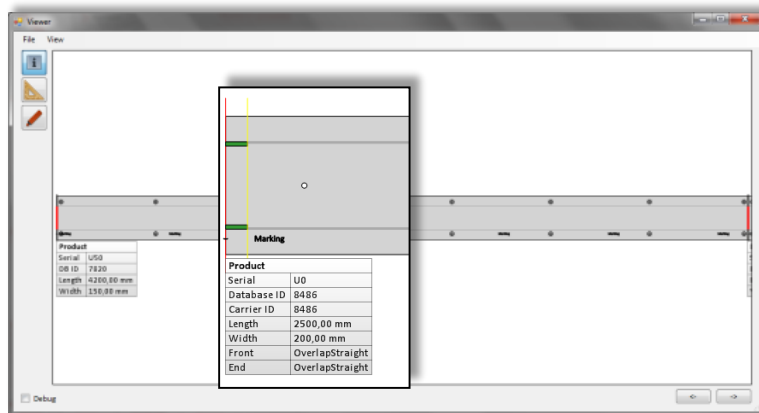 Viewer
File View
Product
Serial U50
DB ID 7820
Length 4200,00 mm
Width 150,00 mm
Marking
Product
Serial U0
Database ID 8486
Carrier ID 8486
Length 2500,00 mm
Width 200,00 mm
Front OverlapStraight
End OverlapStraight
Debug